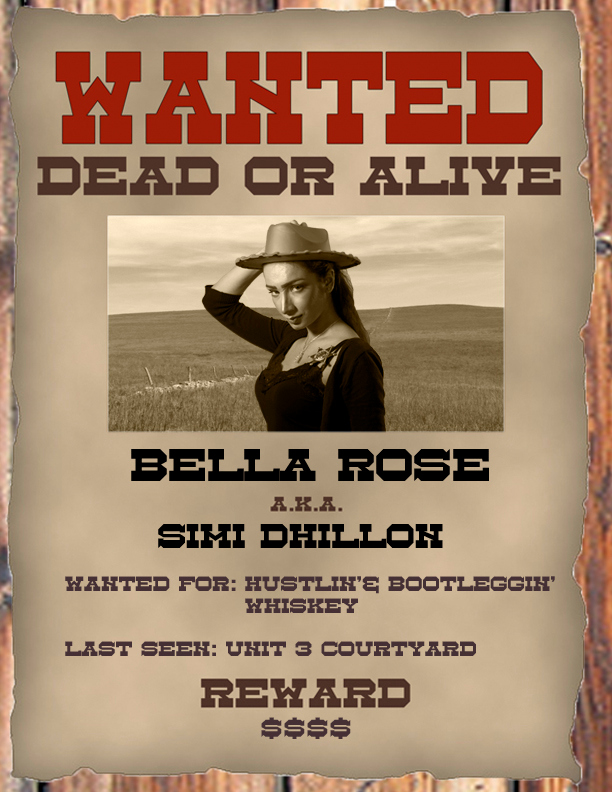 WANTED
DEAD OR ALIVE
BELLA ROSE
A.K.A.
SIMI DHILLON
WANTED FOR: HUSTLIN'& BOOTLEGGIN'
WHISKEY
LAST SEEN: UNIT 3 COURTYARD
REWARD
$$$$